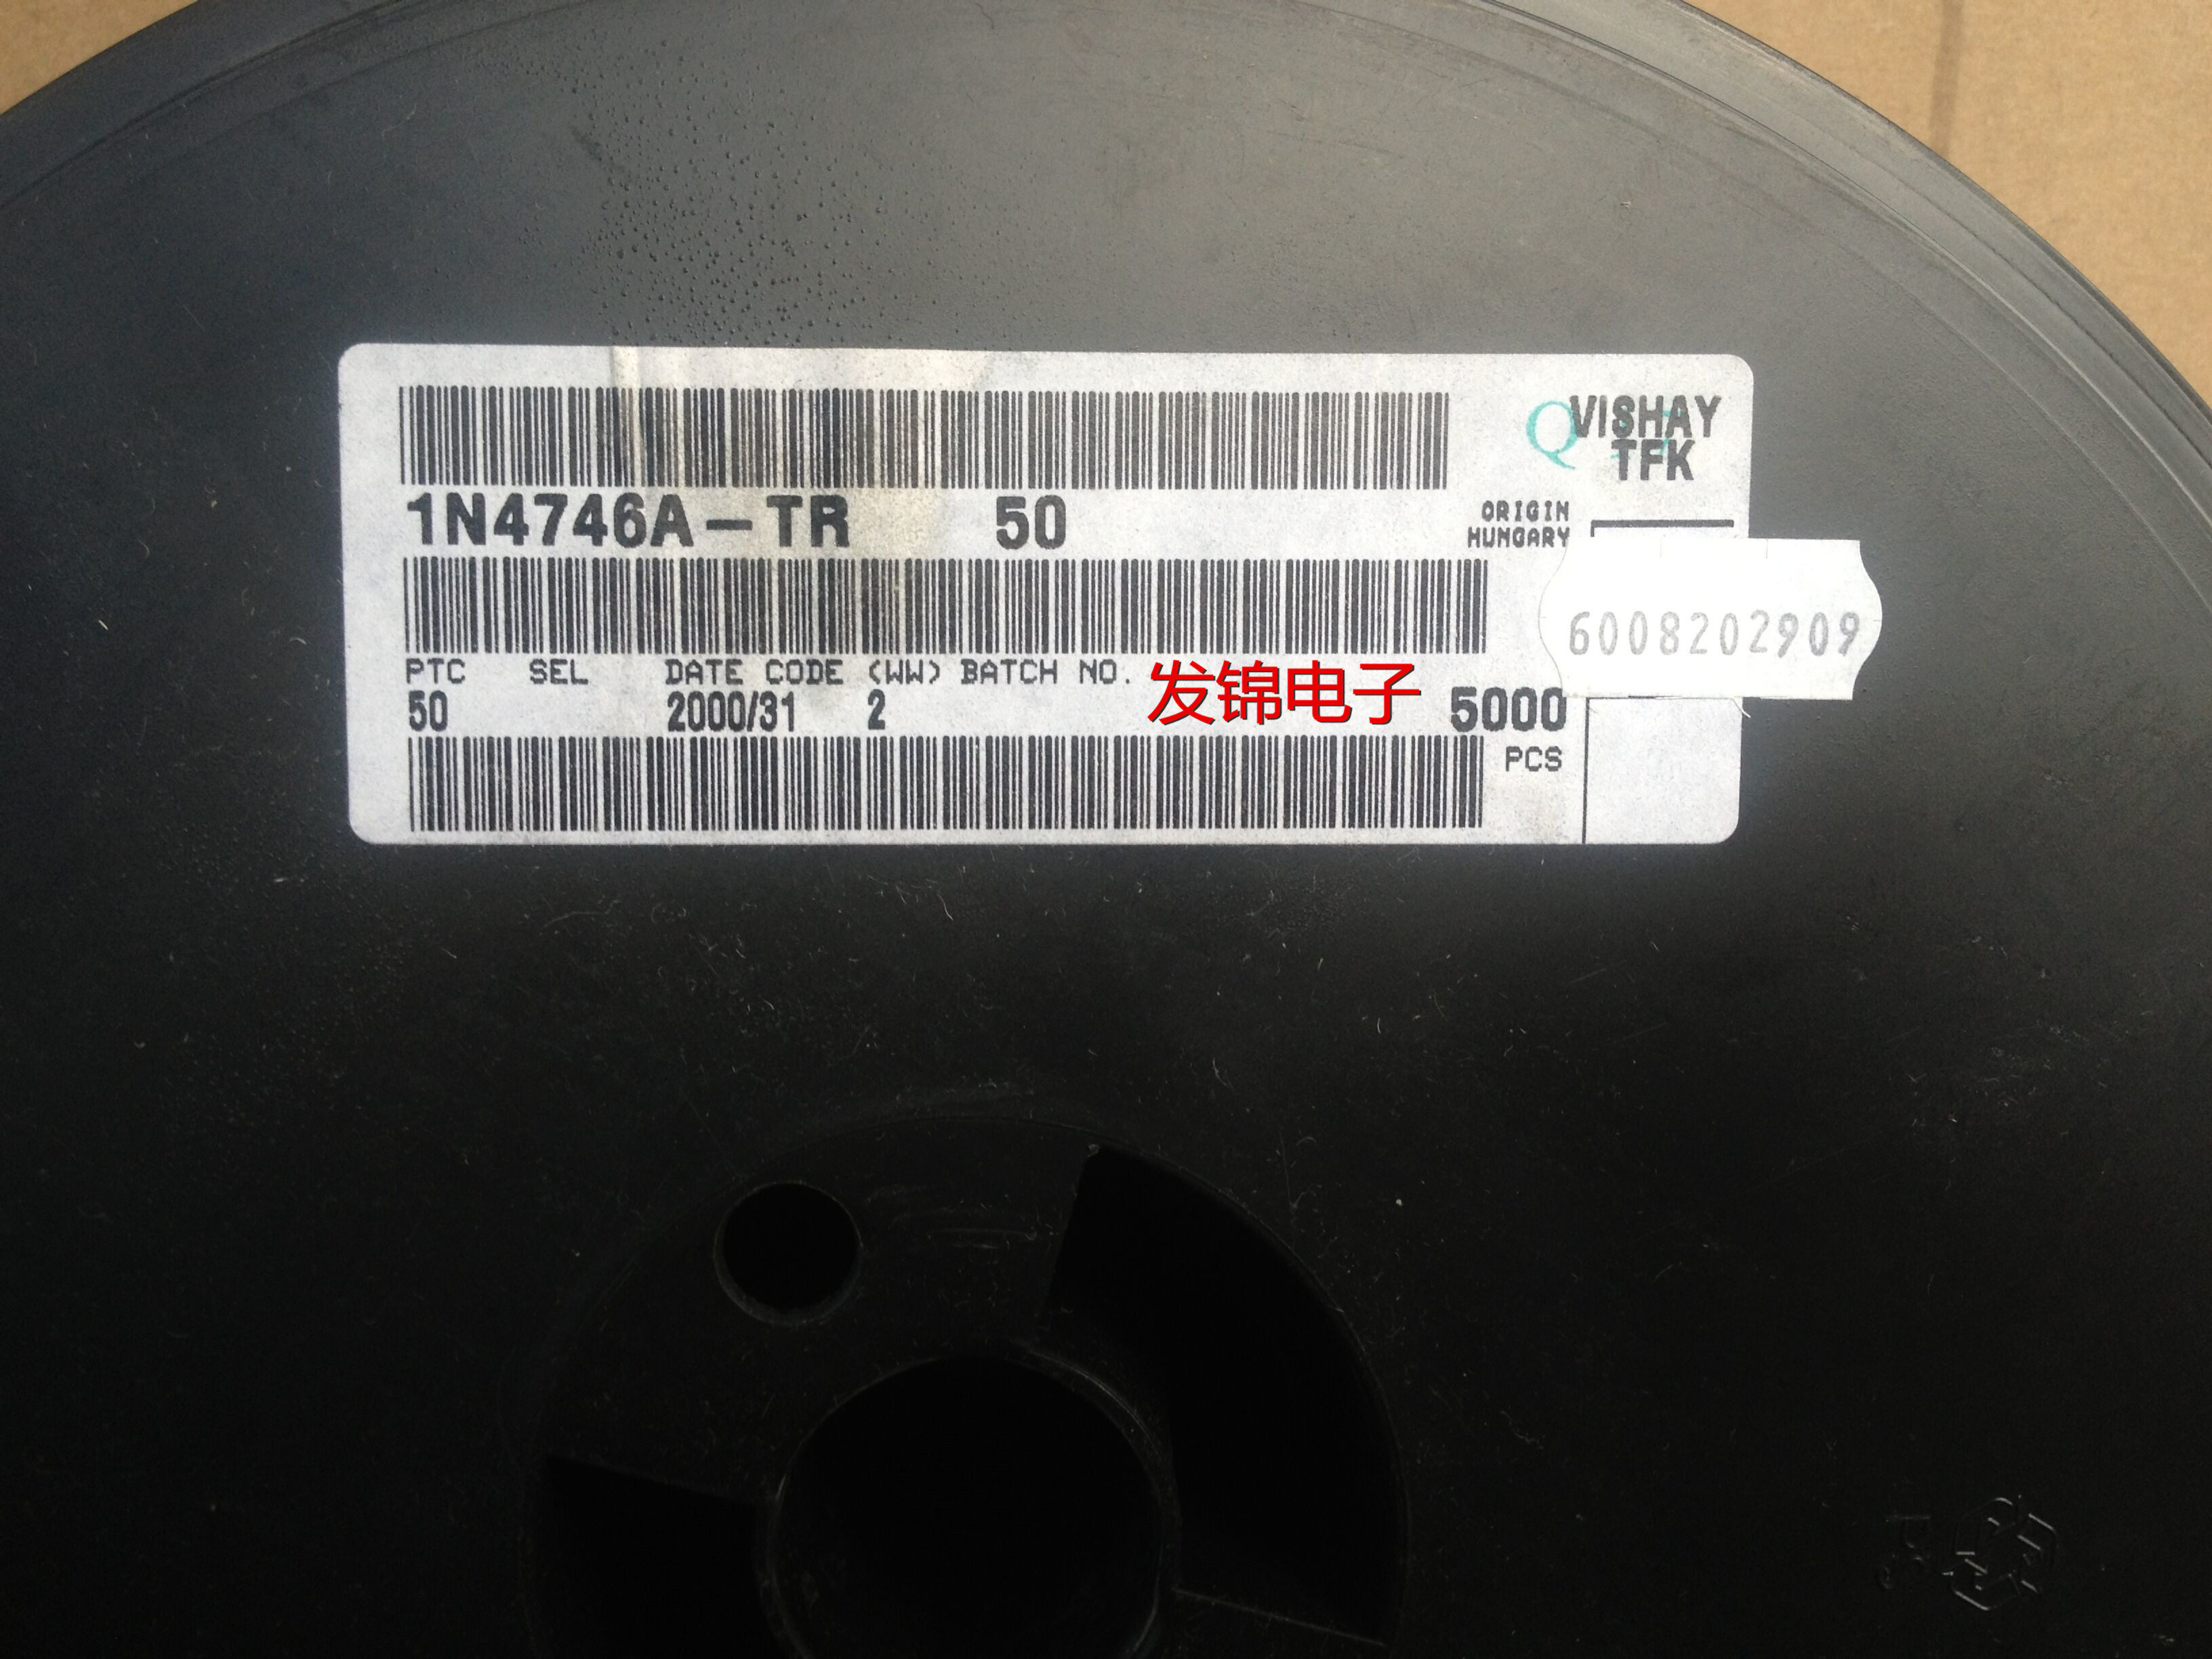 Q VISHAY
TFK
1N4746A-TR 50
ORIGIN
HUNGARY
6008202909
PTC SEL DATE CODE (WW) BATCH NO.
发锦电子
50 2000/31 2 5000
PCS